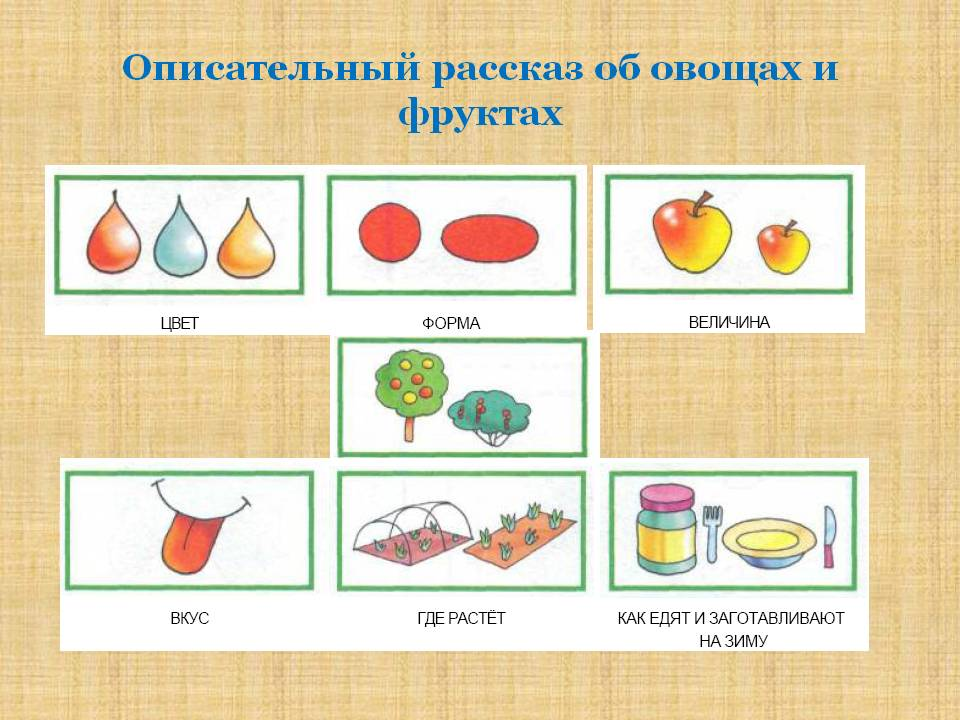 Описательный рассказ об овощах и
фруктах
ЦВЕТ
ФОРМА
ВЕЛИЧИНА
ВКУС
ГДЕ РАСТЁТ
КАК ЕДЯТ И ЗАГОТАВЛИВАЮТ
НА ЗИМУ